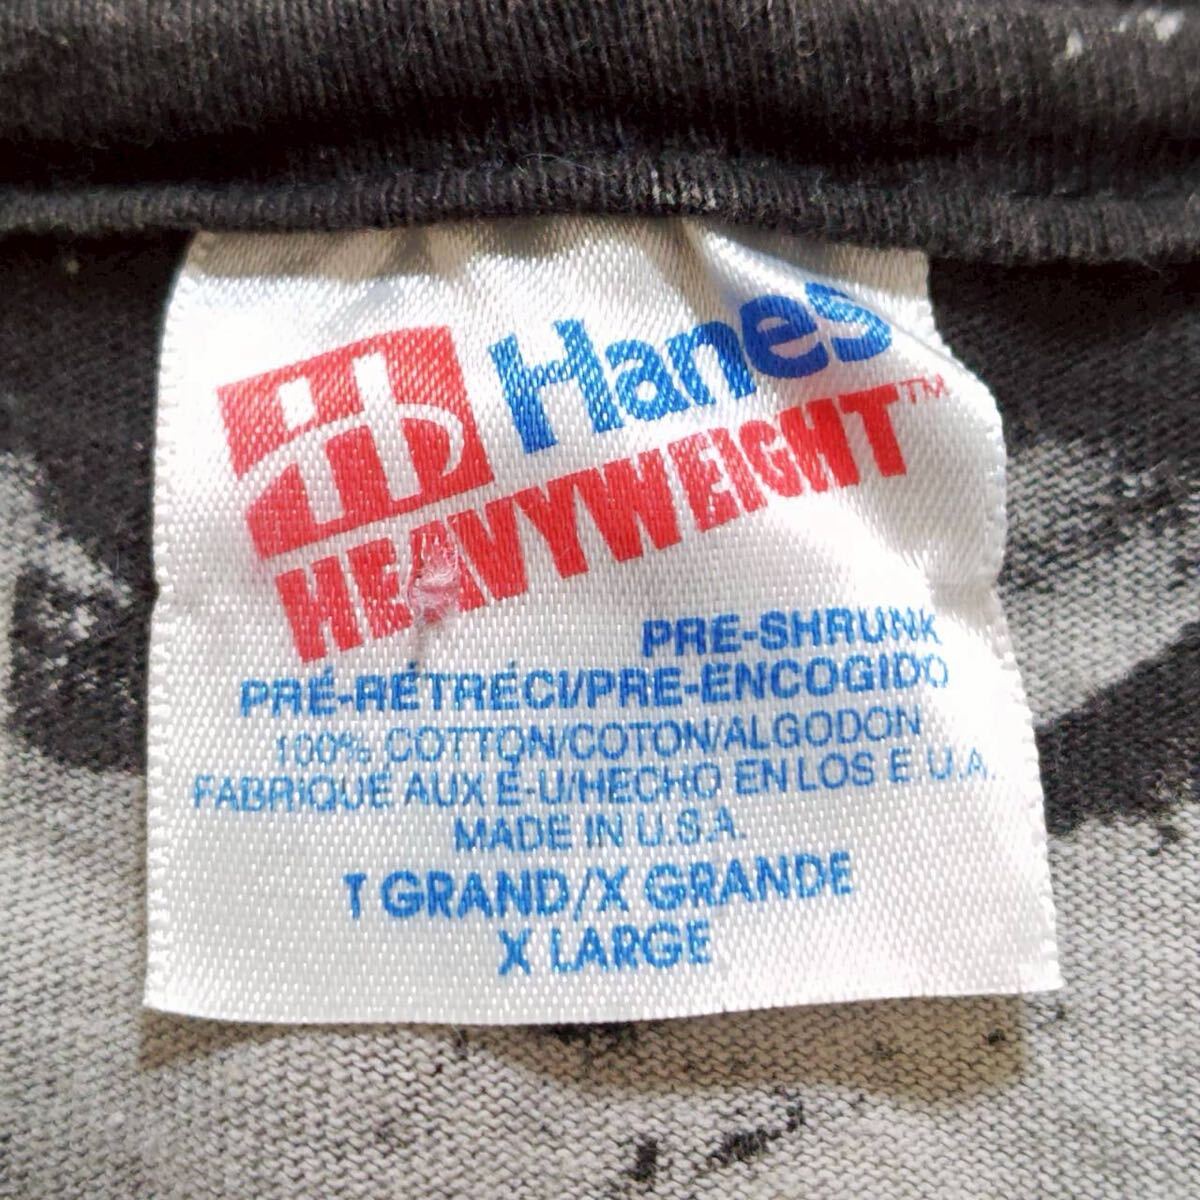 Hanes
HEAVYWEIGHT™
PRE-SHRUNK
PRÉ-RÉTRÉCI/PRE-ENCOGIDO
100% COTTON/COTON/ALGODON
FABRIQUÉ AUX É-U/HECHO EN LOS E.U.A.
MADE IN U.S.A.
T GRAND/X GRANDE
X LARGE